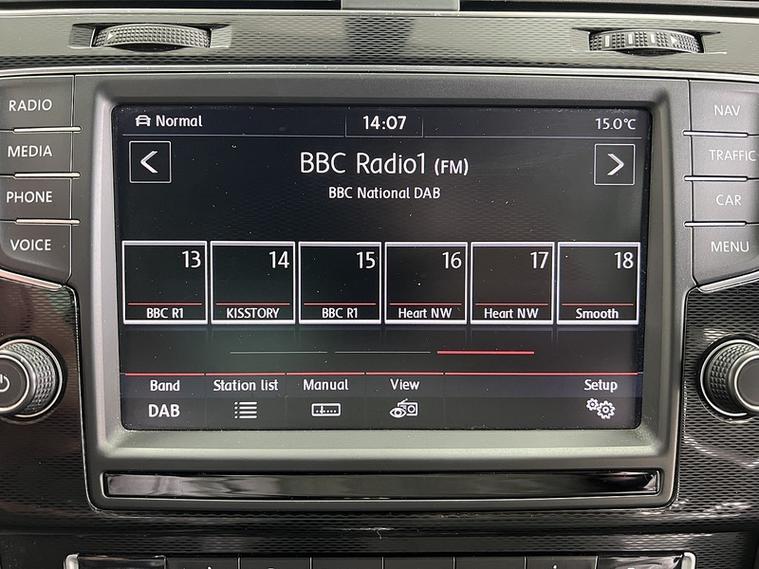 RADIO
MEDIA
PHONE
VOICE
Normal 14:07 15.0°C
BBC Radio1 (FM)
BBC National DAB
13 14 15 16 17 18
BBC R1 KISSTORY BBC R1 Heart NW Heart NW Smooth
Band Station list Manual View Setup
DAB
NAV
TRAFFIC
CAR
MENU